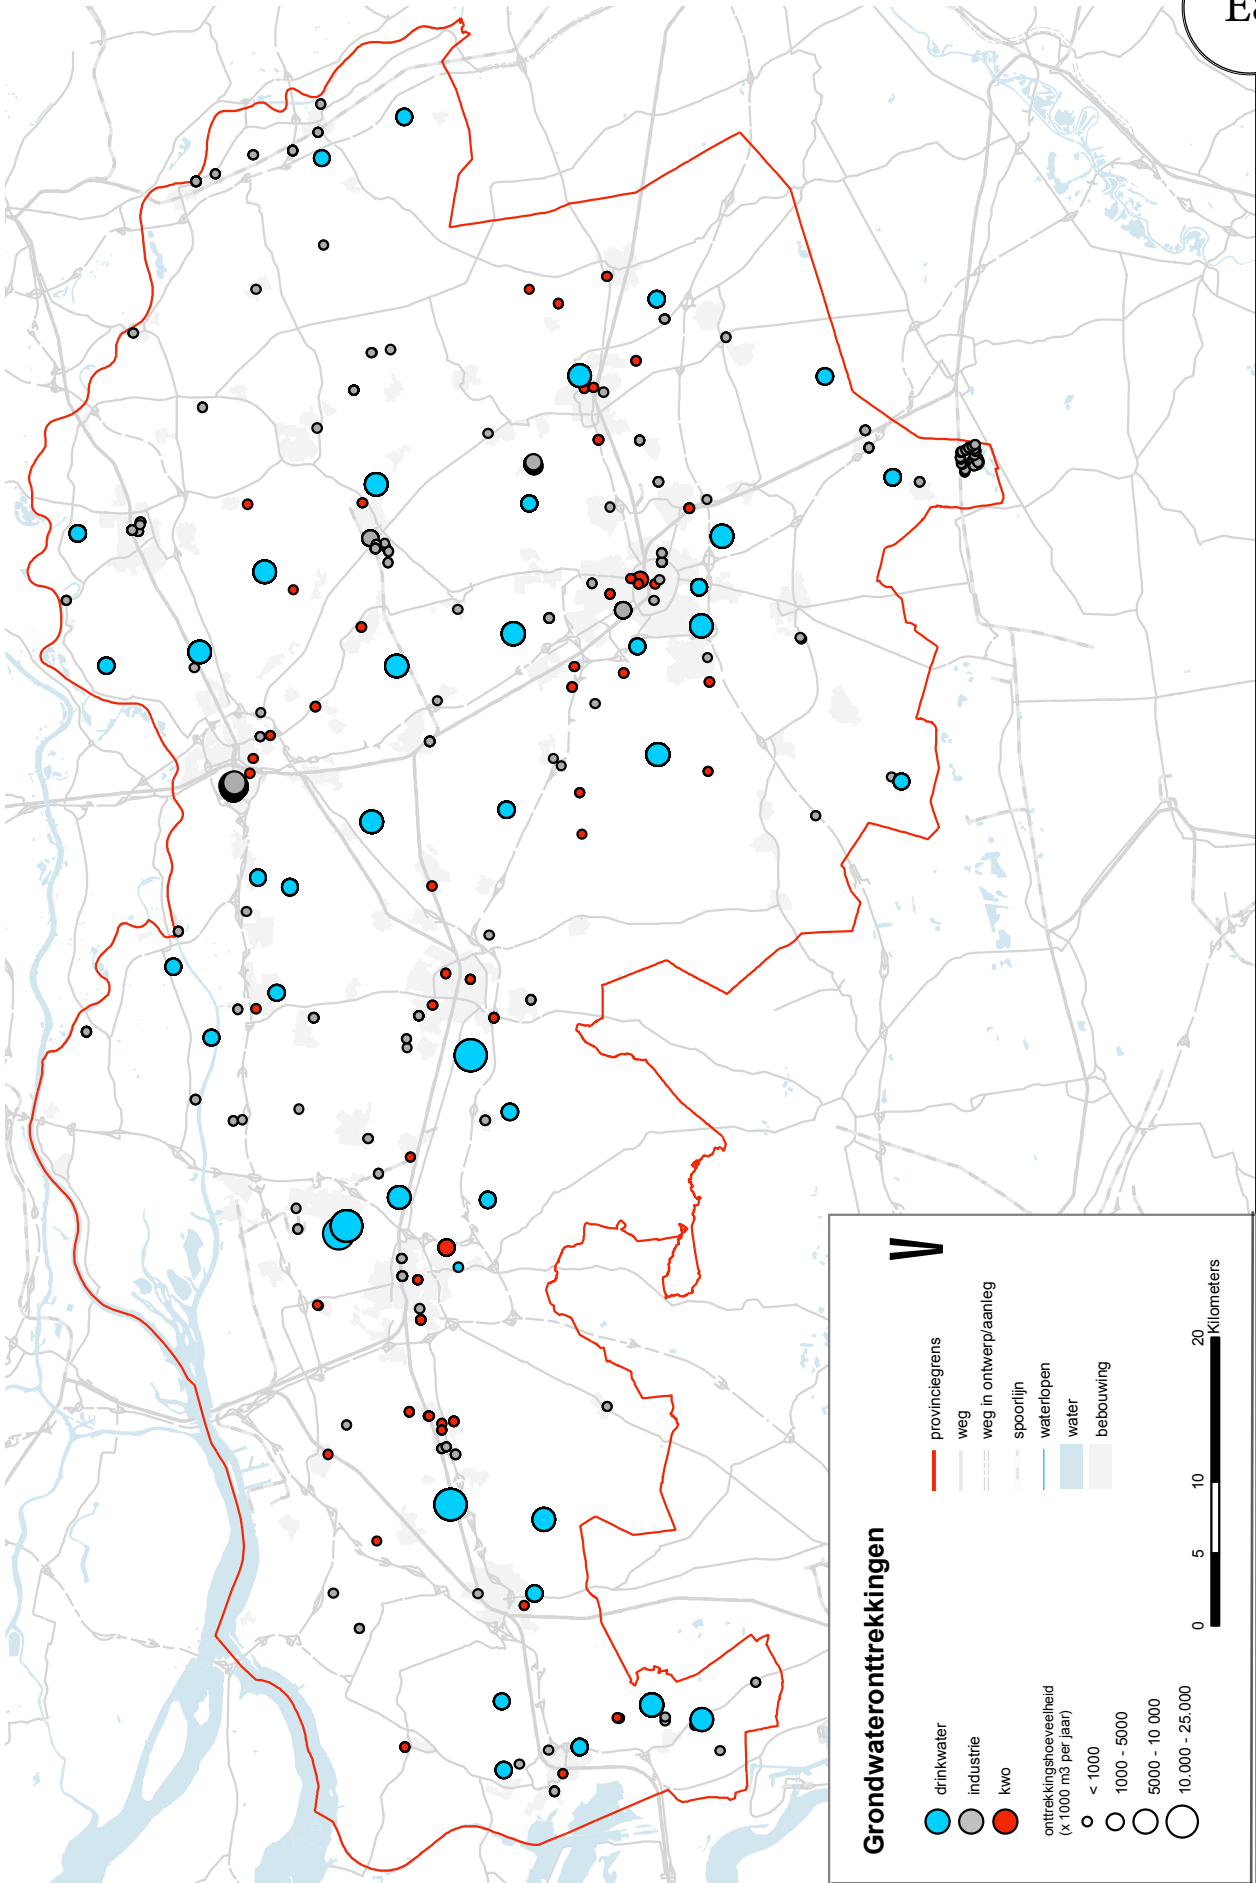 Grondwateronttrekkingen
drinkwater
industrie
kwo
onttrekkingshoeveelheid
(x 1000 m3 per jaar)
< 1000
1000 - 5000
5000 - 10 000
10.000 - 25.000
provinciegrens
weg
weg in ontwerp/aanleg
spoorlijn
waterlopen
water
bebouwing
0
5
10
20
Kilometers